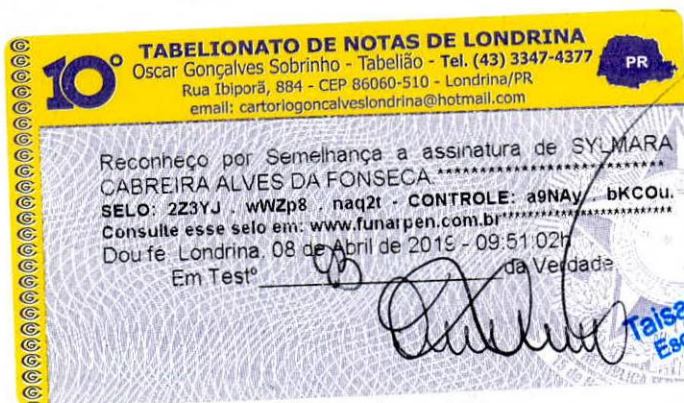 10º TABELIONATO DE NOTAS DE LONDRINA
Oscar Gonçalves Sobrinho - Tabelião - Tel. (43) 3347-4377
Rua Ibiporã, 884 - CEP 86060-510 - Londrina/PR
email: cartoriogoncalveslondrina@hotmail.com
PR
Reconheço por Semelhança a assinatura de SYLMARA
CABREIRA ALVES DA FONSECA.****************************
SELO: 2Z3YJ . wWZp8 . naq2t - CONTROLE: a9NAy . bKCOu.
Consulte esse selo em: www.funarpen.com.br************************
Dou fé. Londrina, 08 de Abril de 2019 - 09:51:02h
Em Testº ____________________ da Verdade
Taisa
Esc